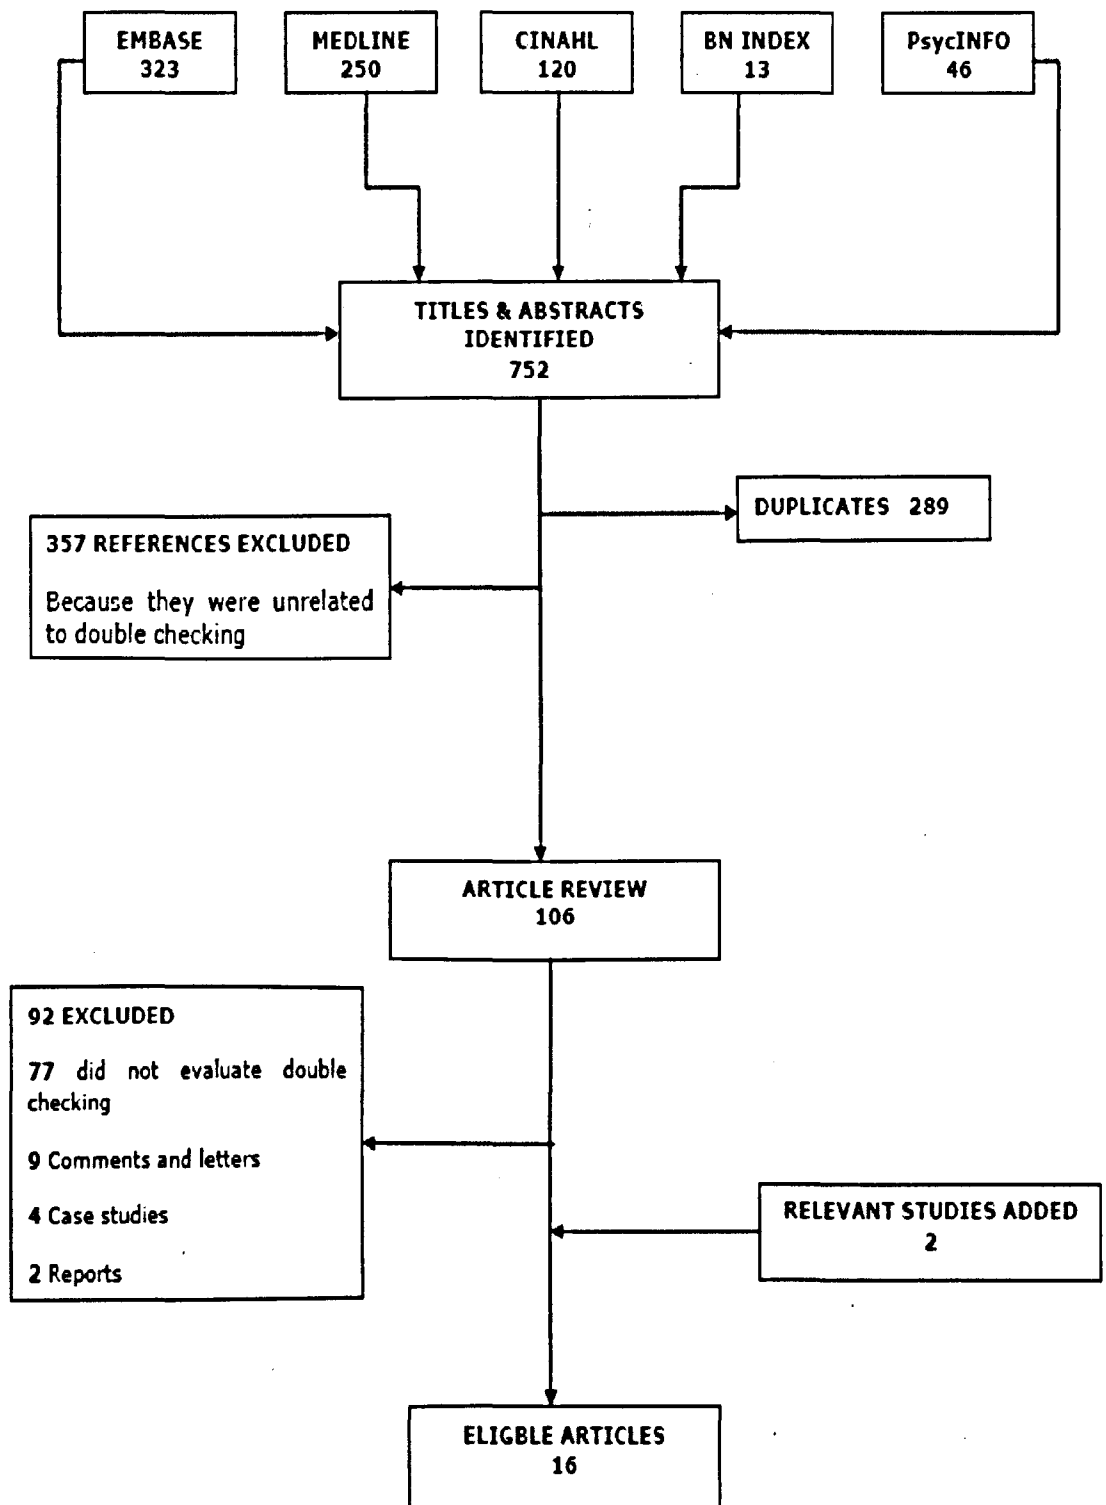 EMBASE
323
MEDLINE
250
CINAHL
120
BN INDEX
13
PsycINFO
46
TITLES & ABSTRACTS
IDENTIFIED
752
DUPLICATES 289
357 REFERENCES EXCLUDED
Because they were unrelated
to double checking
ARTICLE REVIEW
106
92 EXCLUDED
77 did not evaluate double
checking
9 Comments and letters
4 Case studies
2 Reports
RELEVANT STUDIES ADDED
2
ELIGBLE ARTICLES
16